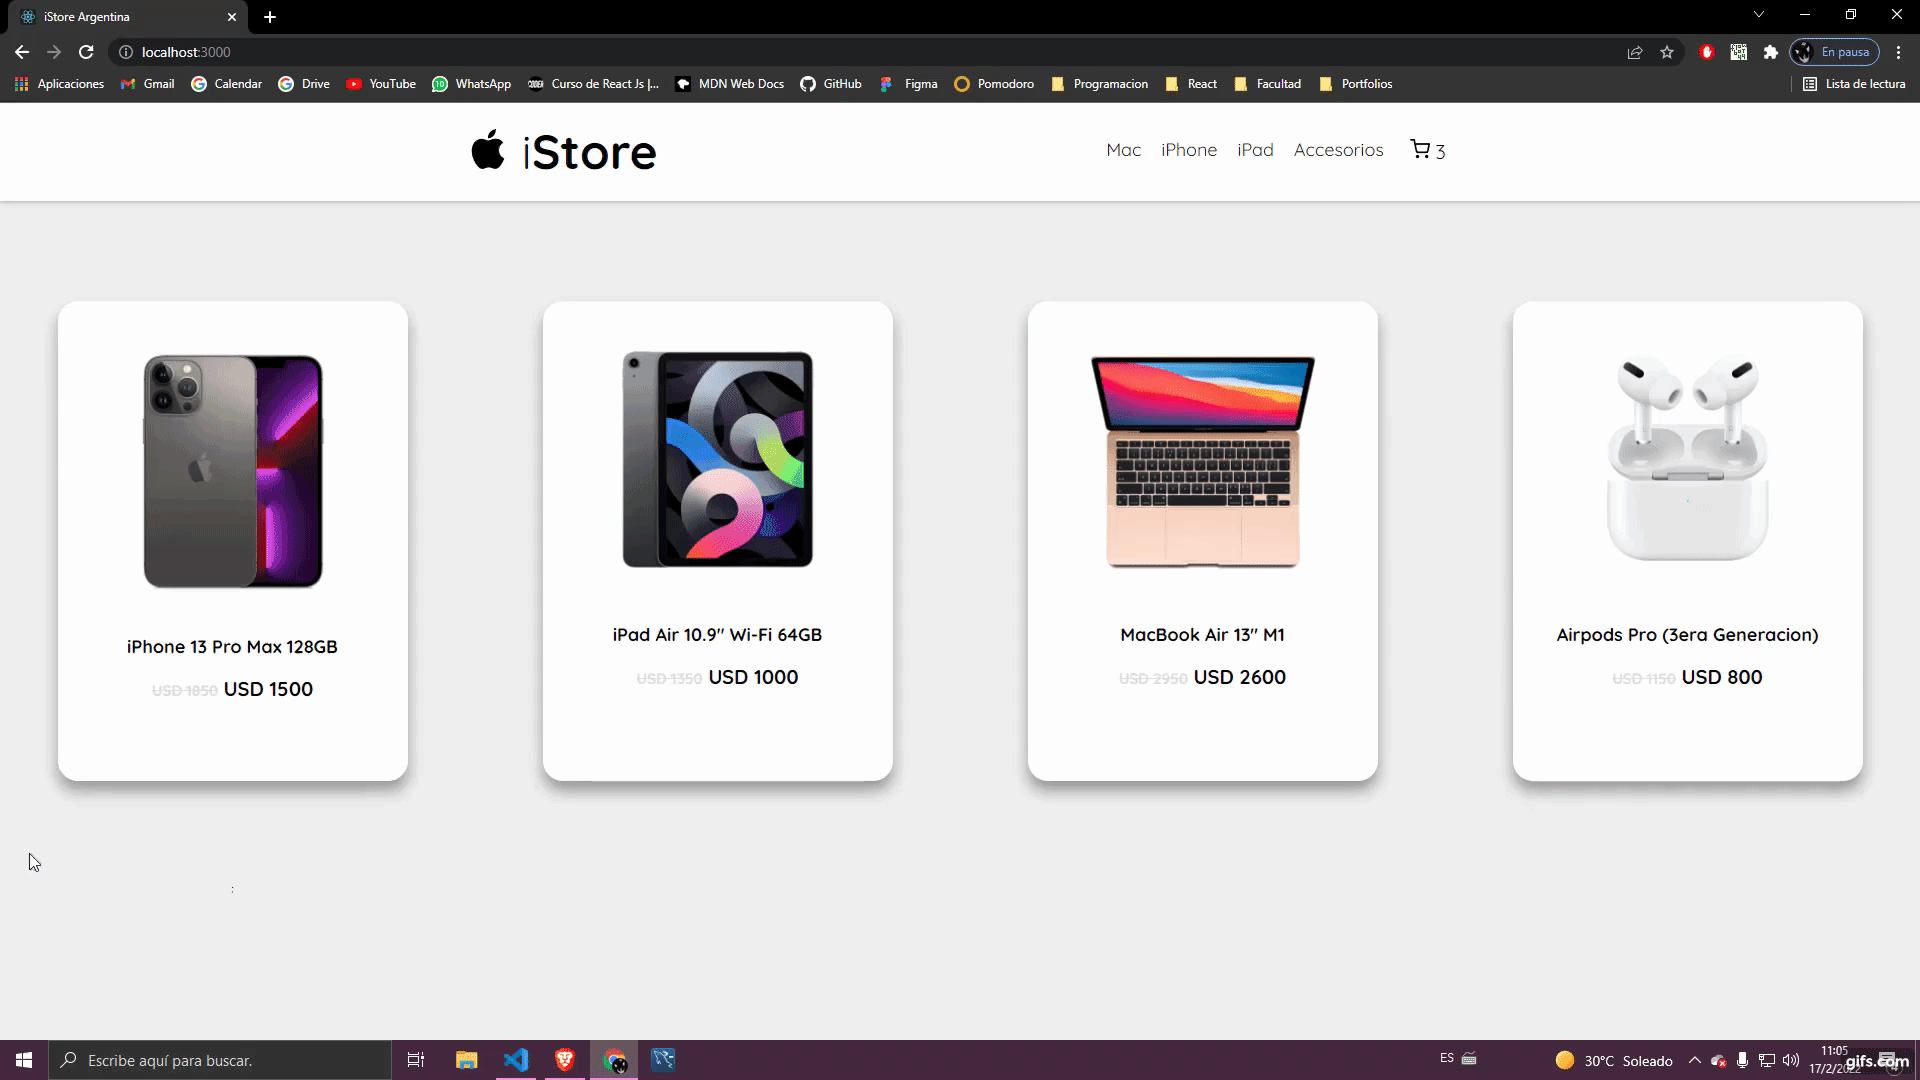 iStore Argentina
localhost:3000
En pausa
Aplicaciones Gmail Calendar Drive YouTube WhatsApp Curso de React Js |... MDN Web Docs GitHub Figma Pomodoro Programacion React Facultad Portfolios Lista de lectura
iStore Mac iPhone iPad Accesorios 3
iPhone 13 Pro Max 128GB
USD 1850 USD 1500
iPad Air 10.9" Wi-Fi 64GB
USD 1350 USD 1000
MacBook Air 13" M1
USD 2950 USD 2600
Airpods Pro (3era Generacion)
USD 1150 USD 800
Escribe aquí para buscar.
ES
30°C Soleado
11:05
17/2/2022
gifs.com